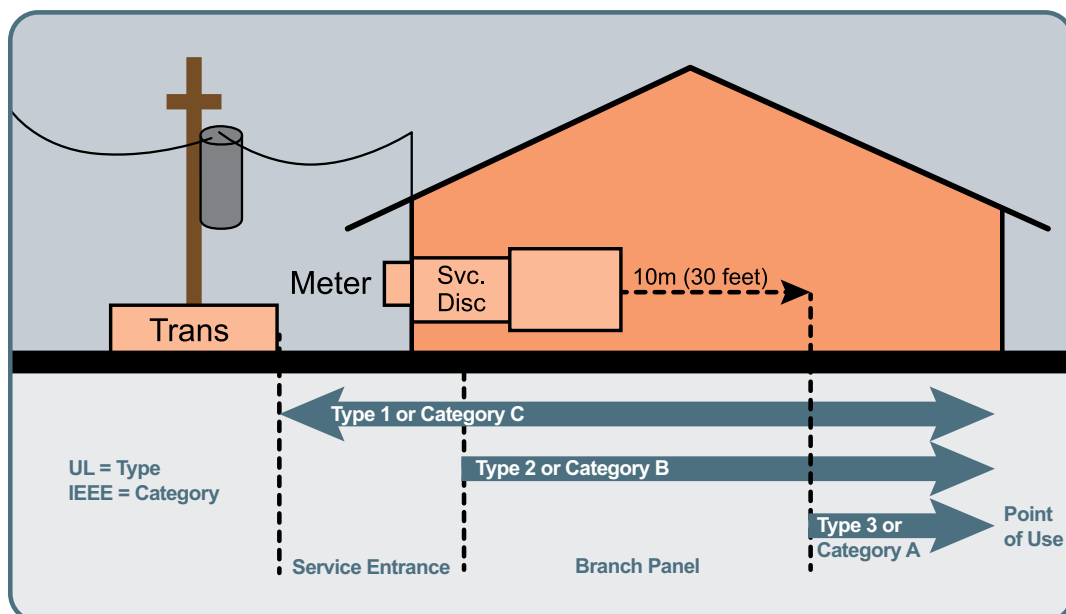 Meter
Svc.
Disc
10m (30 feet)
Trans
Type 1 or Category C
Type 2 or Category B
UL = Type
IEEE = Category
Type 3 or
Category A
Point
of Use
Service Entrance
Branch Panel